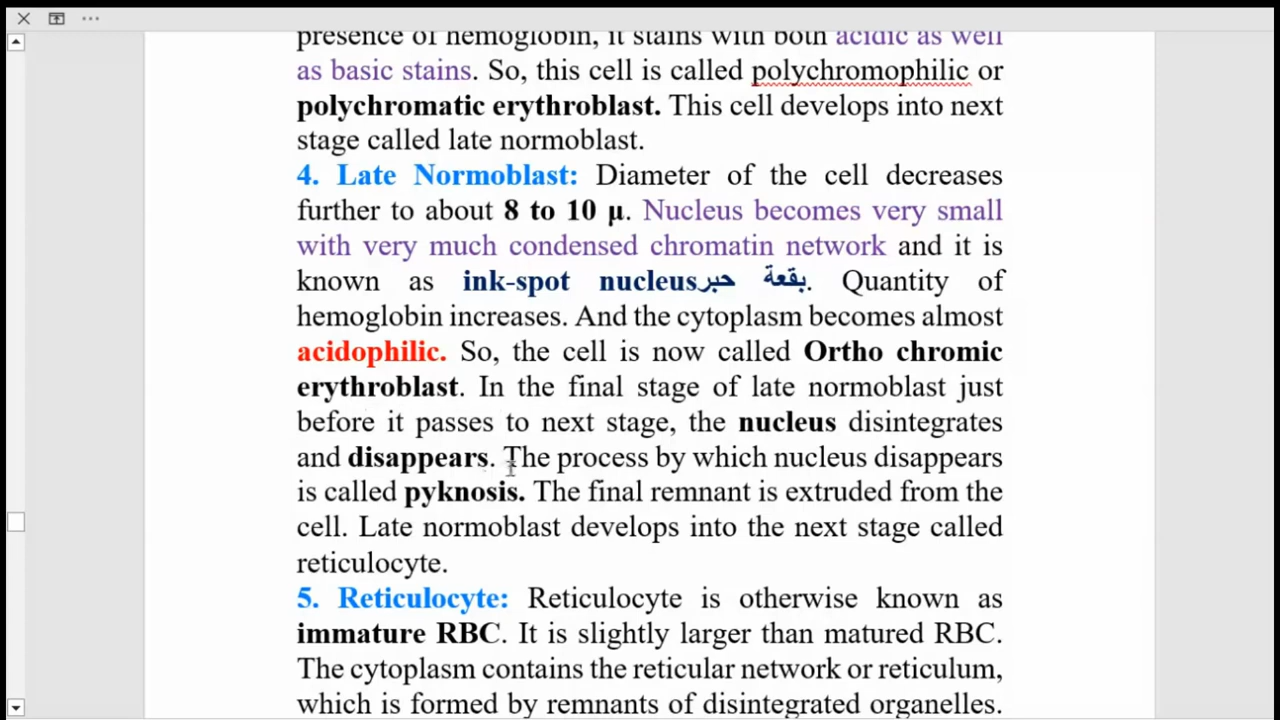 presence of hemoglobin, it stains with both acidic as well
as basic stains. So, this cell is called polychromophilic or
polychromatic erythroblast. This cell develops into next
stage called late normoblast.
4. Late Normoblast: Diameter of the cell decreases
further to about 8 to 10 µ. Nucleus becomes very small
with very much condensed chromatin network and it is
known as ink-spot nucleus بقعة حبر. Quantity of
hemoglobin increases. And the cytoplasm becomes almost
acidophilic. So, the cell is now called Ortho chromic
erythroblast. In the final stage of late normoblast just
before it passes to next stage, the nucleus disintegrates
and disappears. The process by which nucleus disappears
is called pyknosis. The final remnant is extruded from the
cell. Late normoblast develops into the next stage called
reticulocyte.
5. Reticulocyte: Reticulocyte is otherwise known as
immature RBC. It is slightly larger than matured RBC.
The cytoplasm contains the reticular network or reticulum,
which is formed by remnants of disintegrated organelles.